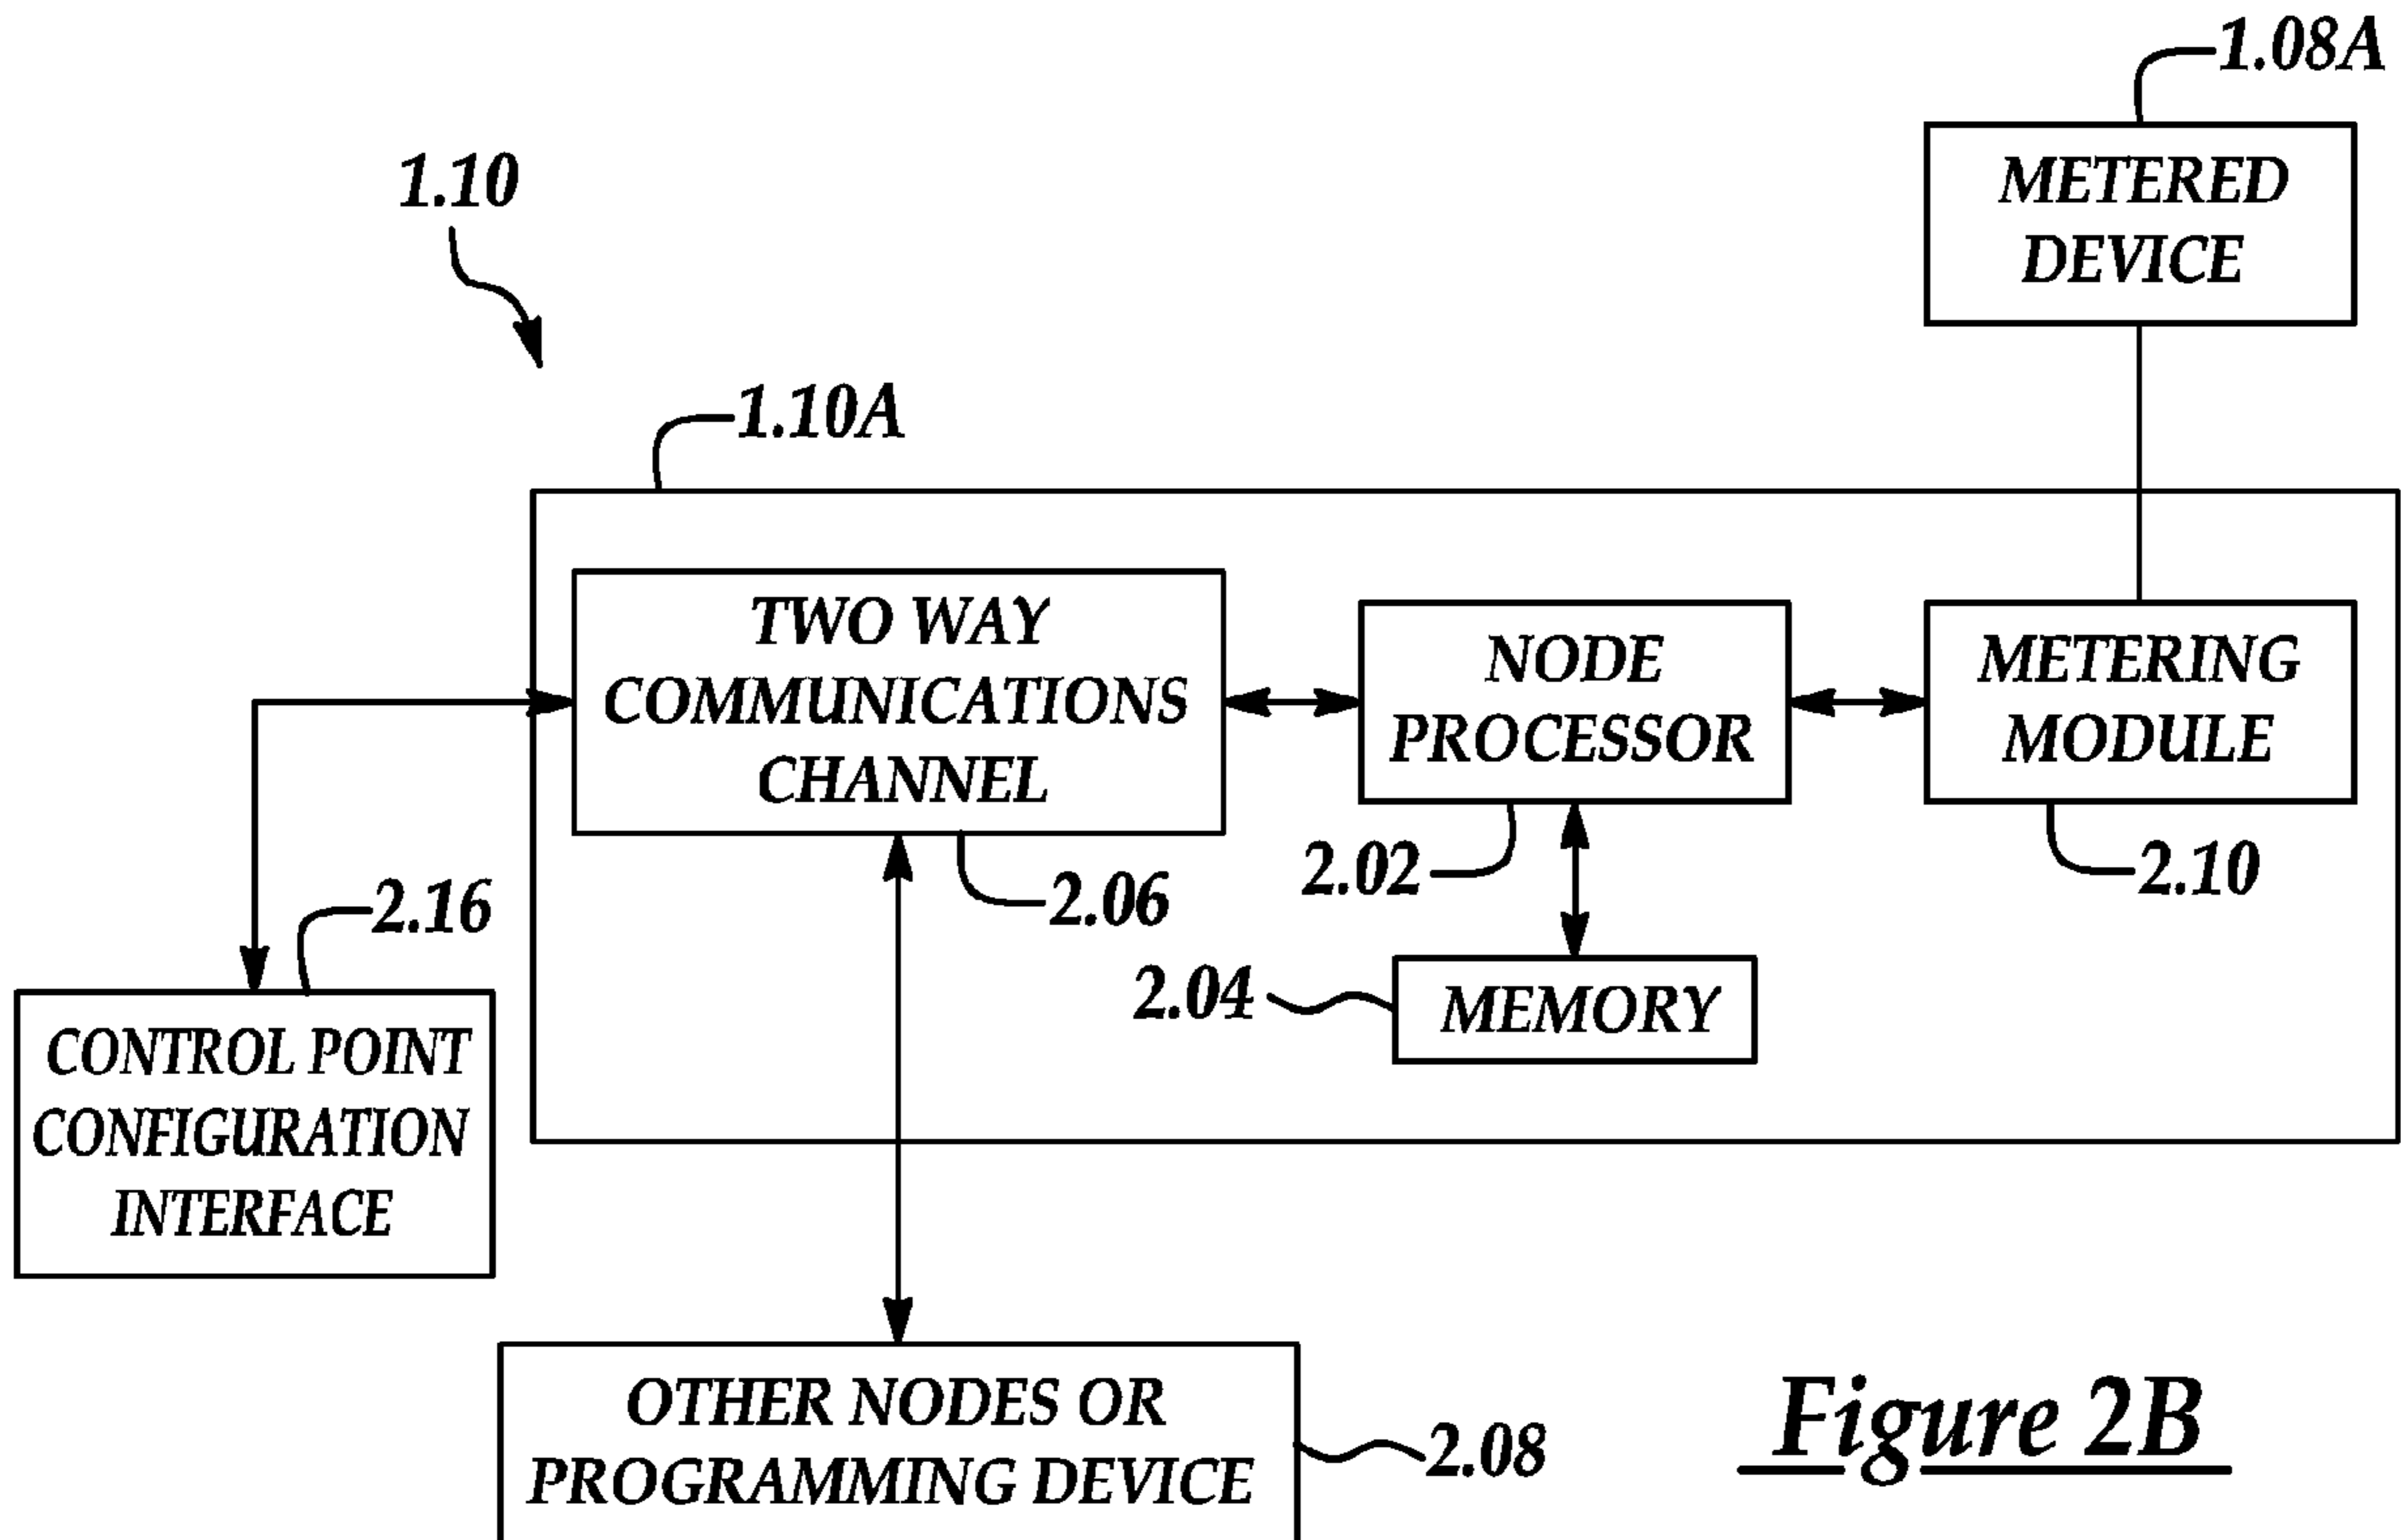 1.08A
METERED
DEVICE
1.10
1.10A
TWO WAY
COMMUNICATIONS
CHANNEL
NODE
PROCESSOR
METERING
MODULE
2.06
2.02
2.10
2.16
2.04
MEMORY
CONTROL POINT
CONFIGURATION
INTERFACE
OTHER NODES OR
PROGRAMMING DEVICE
2.08
Figure 2B